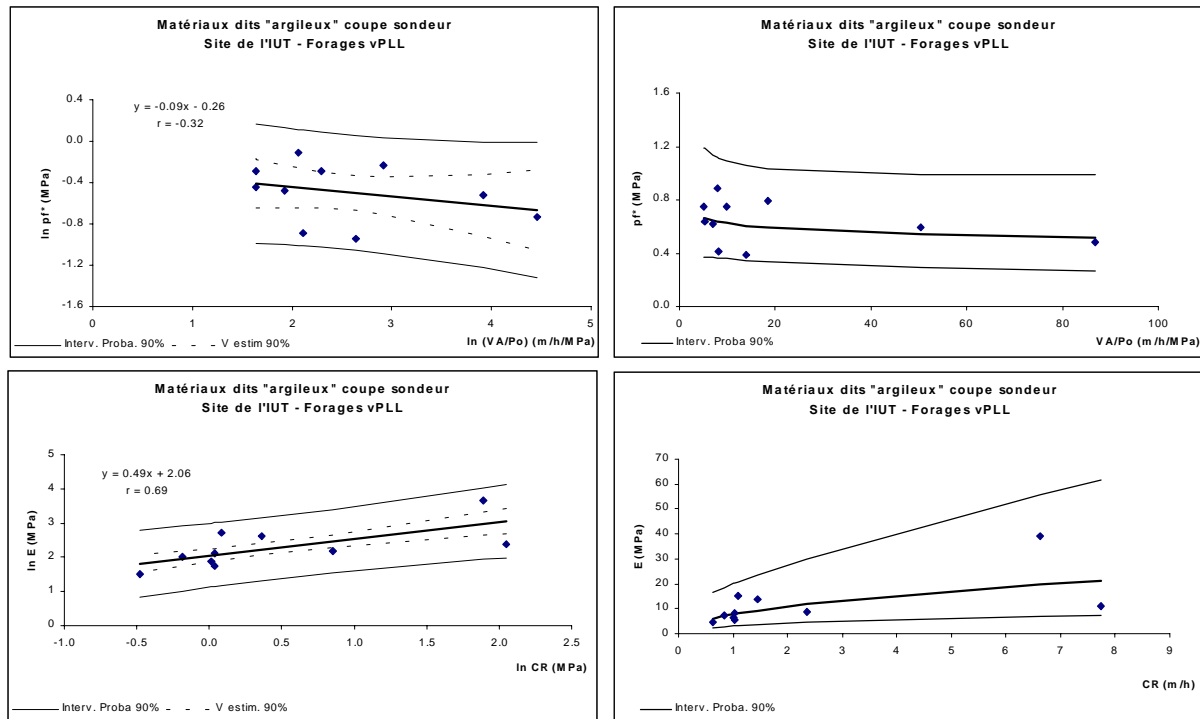 Matériaux dits "argileux" coupe sondeur
Site de l'IUT - Forages vPLL
y = -0.09x - 0.26
r = -0.32
ln pf* (MPa)
0.4
0.0
-0.4
-0.8
-1.2
-1.6
0 1 2 3 4 5
ln (VA/Po) (m/h/MPa)
Interv. Proba. 90% V estim 90%
Matériaux dits "argileux" coupe sondeur
Site de l'IUT - Forages vPLL
pf* (MPa)
1.6
1.2
0.8
0.4
0.0
0 20 40 60 80 100
Interv. Proba 90% VA/Po (m/h/MPa)
Matériaux dits "argileux" coupe sondeur
Site de l'IUT - Forages vPLL
y = 0.49x + 2.06
r = 0.69
ln E (MPa)
5
4
3
2
1
0
-1.0 -0.5 0.0 0.5 1.0 1.5 2.0 2.5
ln CR (MPa)
Interv. Proba 90% V estim. 90%
Matériaux dits "argileux" coupe sondeur
Site de l'IUT - Forages vPLL
E (MPa)
70
60
50
40
30
20
10
0
0 1 2 3 4 5 6 7 8 9
CR (m/h)
Interv. Proba. 90%